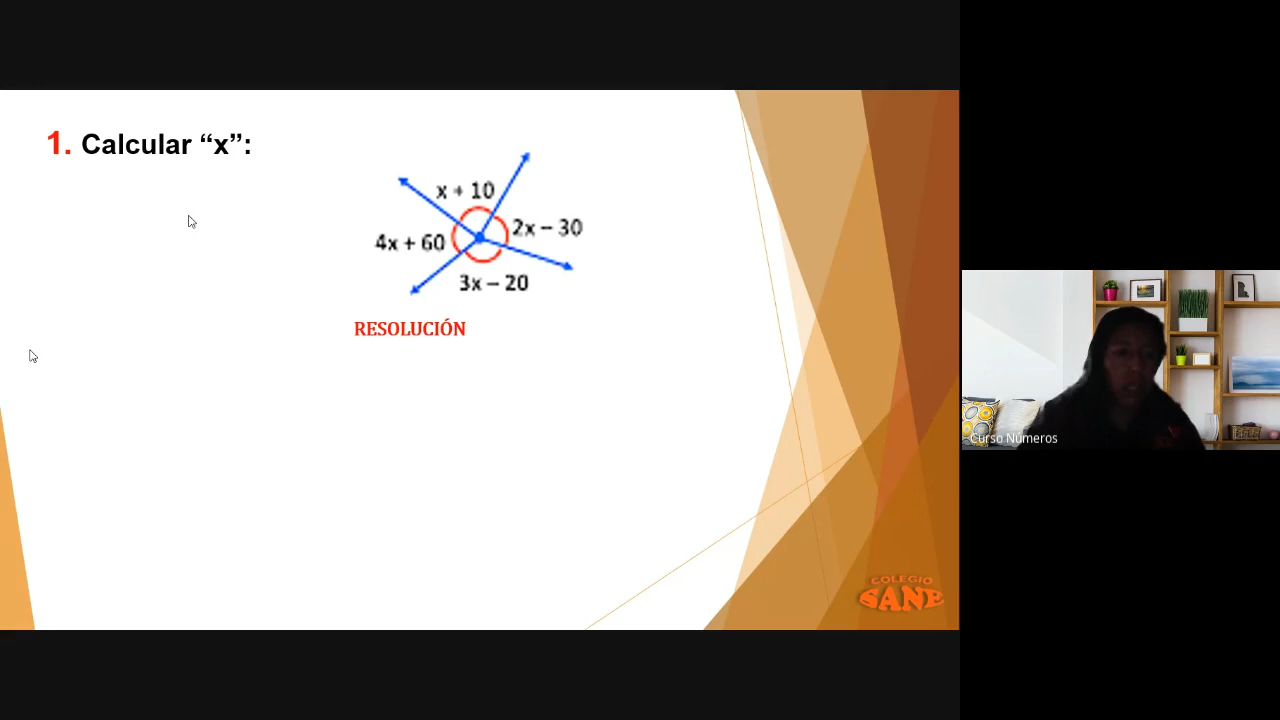 1. Calcular “x”:
x + 10
2x – 30
4x + 60
3x – 20
RESOLUCIÓN
Curso Números
COLEGIO
SANE